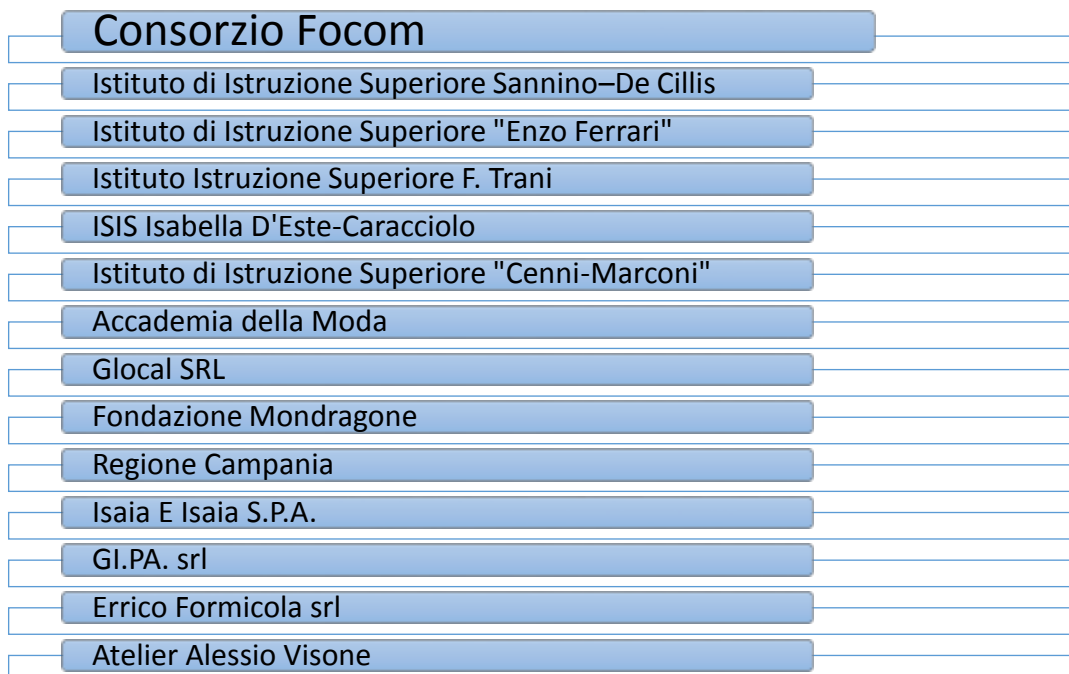 Consorzio Focom
Istituto di Istruzione Superiore Sannino–De Cillis
Istituto di Istruzione Superiore "Enzo Ferrari"
Istituto Istruzione Superiore F. Trani
ISIS Isabella D'Este-Caracciolo
Istituto di Istruzione Superiore "Cenni-Marconi"
Accademia della Moda
Glocal SRL
Fondazione Mondragone
Regione Campania
Isaia E Isaia S.P.A.
GI.PA. srl
Errico Formicola srl
Atelier Alessio Visone